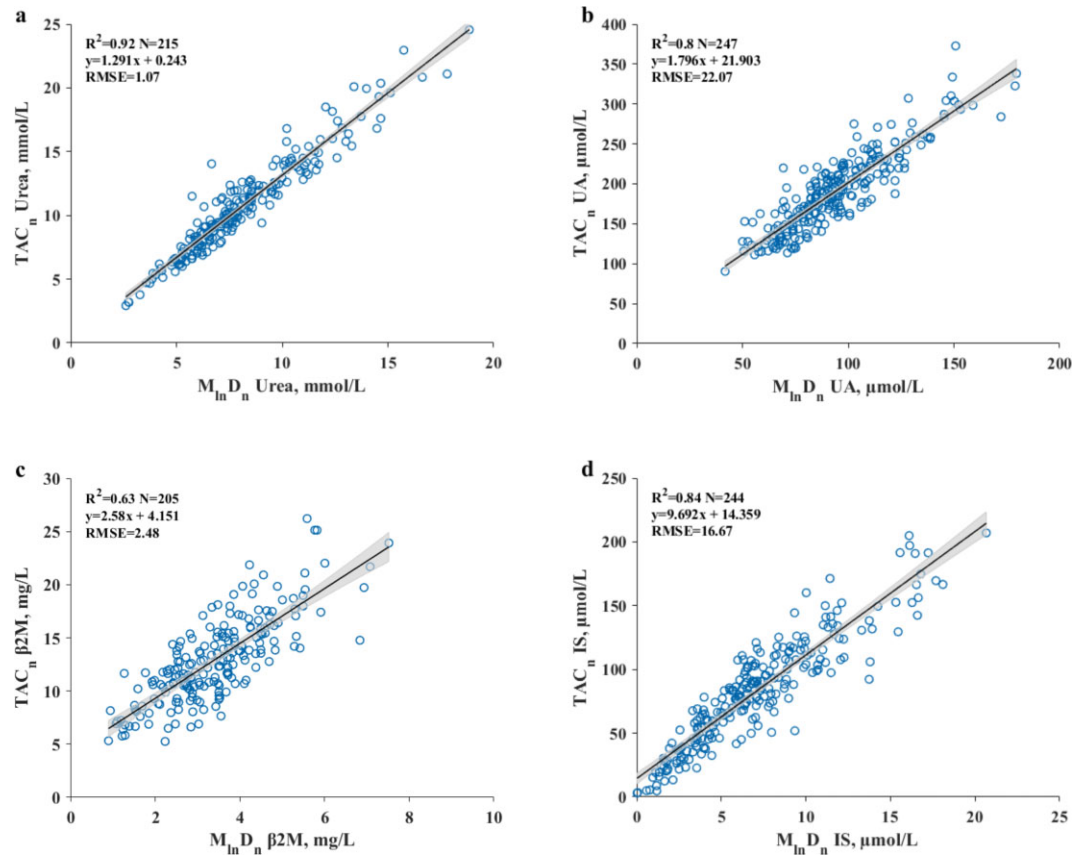 a
R²=0.92 N=215
y=1.291x + 0.243
RMSE=1.07
TACₙ Urea, mmol/L
25
20
15
10
5
0
0 5 10 15 20
MₗₙDₙ Urea, mmol/L
b
R²=0.8 N=247
y=1.796x + 21.903
RMSE=22.07
TACₙ UA, µmol/L
400
350
300
250
200
150
100
50
0
0 50 100 150 200
MₗₙDₙ UA, µmol/L
c
R²=0.63 N=205
y=2.58x + 4.151
RMSE=2.48
TACₙ β2M, mg/L
30
25
20
15
10
5
0
0 2 4 6 8
MₗₙDₙ β2M, mg/L
d
R²=0.84 N=244
y=9.692x + 14.359
RMSE=16.67
TACₙ IS, µmol/L
250
200
150
100
50
0
0 5 10 15 20 25
MₗₙDₙ IS, µmol/L